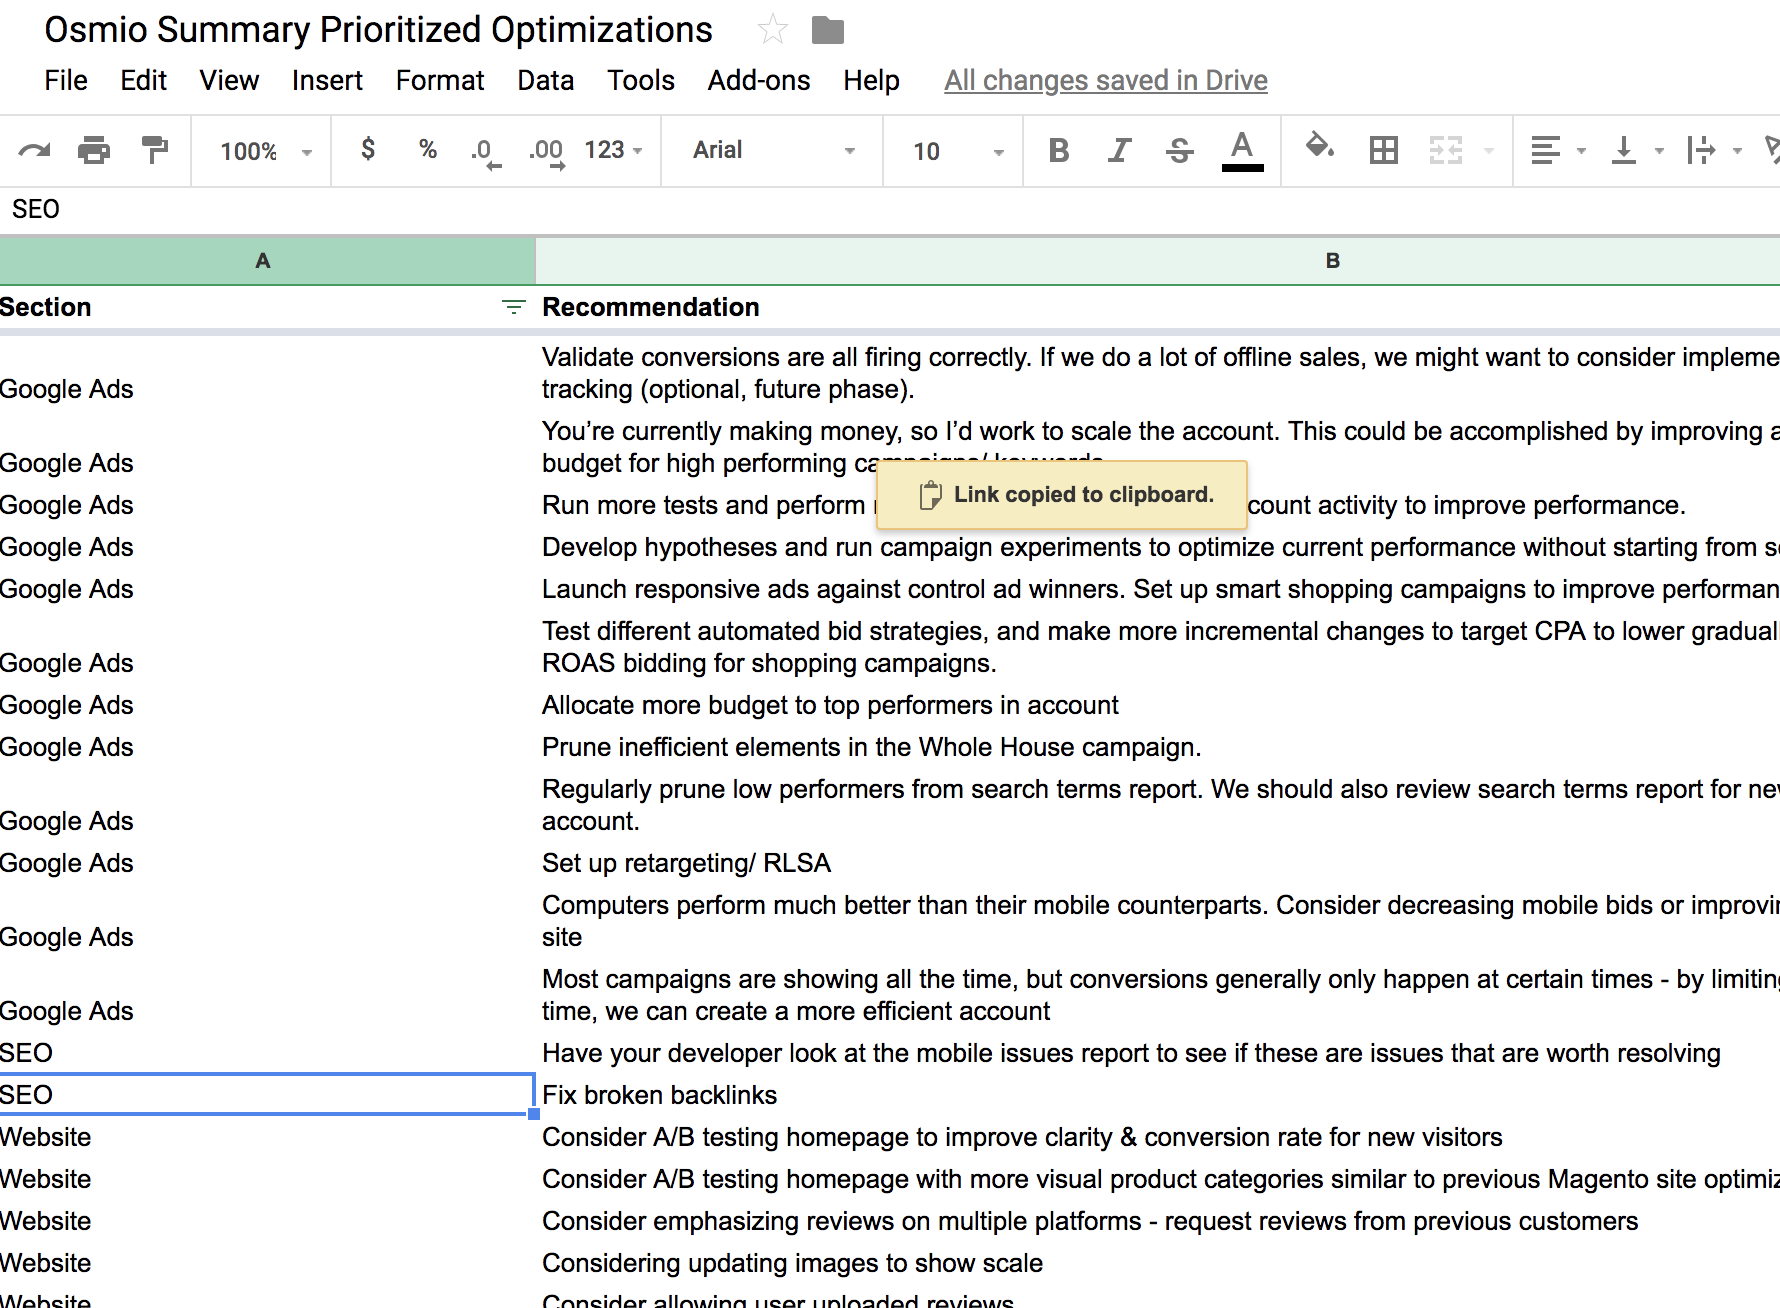 Osmio Summary Prioritized Optimizations
File Edit View Insert Format Data Tools Add-ons Help All changes saved in Drive
100% $ % .0 .00 123 Arial 10 B I S A
SEO
A B
Section Recommendation
Validate conversions are all firing correctly. If we do a lot of offline sales, we might want to consider impleme
Google Ads tracking (optional, future phase).
You’re currently making money, so I’d work to scale the account. This could be accomplished by improving a
Google Ads budget for high performing campaigns/ keywords
Link copied to clipboard.
Google Ads Run more tests and perform count activity to improve performance.
Google Ads Develop hypotheses and run campaign experiments to optimize current performance without starting from s
Google Ads Launch responsive ads against control ad winners. Set up smart shopping campaigns to improve performan
Test different automated bid strategies, and make more incremental changes to target CPA to lower graduall
Google Ads ROAS bidding for shopping campaigns.
Google Ads Allocate more budget to top performers in account
Google Ads Prune inefficient elements in the Whole House campaign.
Regularly prune low performers from search terms report. We should also review search terms report for nev
Google Ads account.
Google Ads Set up retargeting/ RLSA
Computers perform much better than their mobile counterparts. Consider decreasing mobile bids or improvin
Google Ads site
Most campaigns are showing all the time, but conversions generally only happen at certain times - by limiting
Google Ads time, we can create a more efficient account
SEO Have your developer look at the mobile issues report to see if these are issues that are worth resolving
SEO Fix broken backlinks
Website Consider A/B testing homepage to improve clarity & conversion rate for new visitors
Website Consider A/B testing homepage with more visual product categories similar to previous Magento site optimiz
Website Consider emphasizing reviews on multiple platforms - request reviews from previous customers
Website Considering updating images to show scale
Website Consider allowing user uploaded reviews